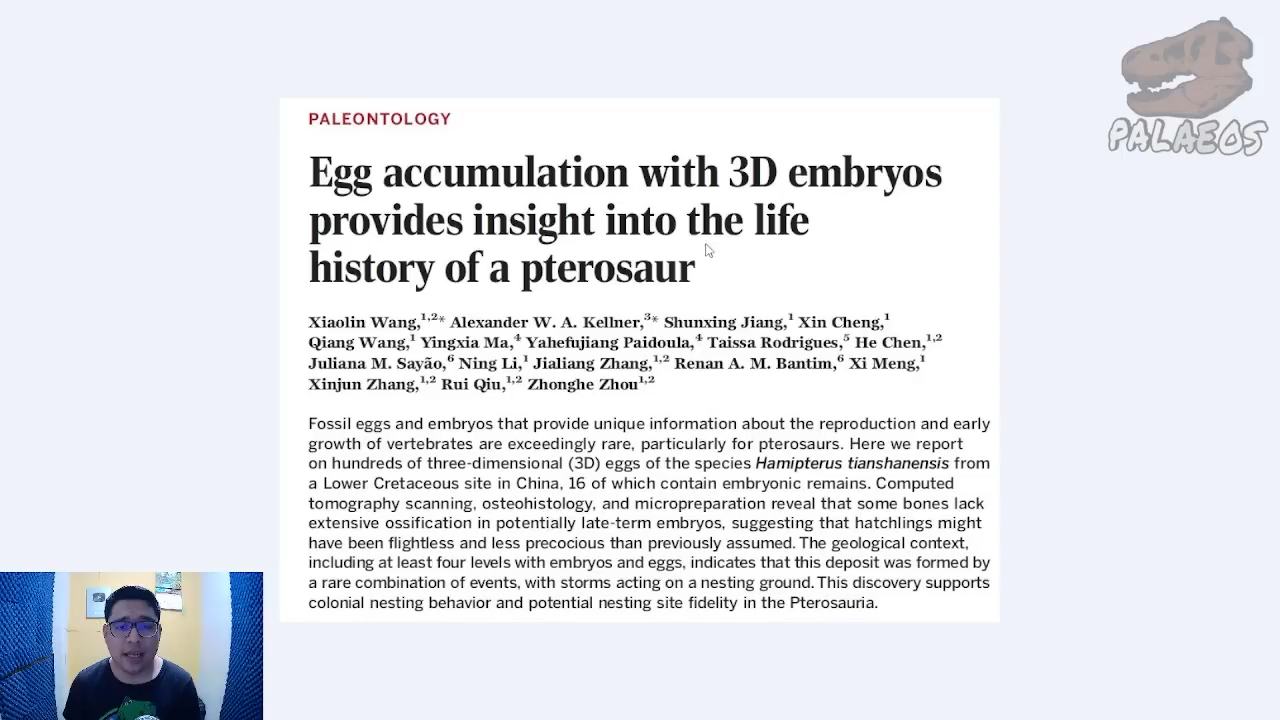 PALAEOS
PALEONTOLOGY
Egg accumulation with 3D embryos
provides insight into the life
history of a pterosaur
Xiaolin Wang,1,2* Alexander W. A. Kellner,3* Shunxing Jiang,1 Xin Cheng,1
Qiang Wang,1 Yingxia Ma,4 Yahefujiang Paidoula,4 Taissa Rodrigues,5 He Chen,1,2
Juliana M. Sayão,6 Ning Li,1 Jialiang Zhang,1,2 Renan A. M. Bantim,6 Xi Meng,1
Xinjun Zhang,1,2 Rui Qiu,1,2 Zhonghe Zhou1,2
Fossil eggs and embryos that provide unique information about the reproduction and early
growth of vertebrates are exceedingly rare, particularly for pterosaurs. Here we report
on hundreds of three-dimensional (3D) eggs of the species Hamipterus tianshanensis from
a Lower Cretaceous site in China, 16 of which contain embryonic remains. Computed
tomography scanning, osteohistology, and micropreparation reveal that some bones lack
extensive ossification in potentially late-term embryos, suggesting that hatchlings might
have been flightless and less precocious than previously assumed. The geological context,
including at least four levels with embryos and eggs, indicates that this deposit was formed by
a rare combination of events, with storms acting on a nesting ground. This discovery supports
colonial nesting behavior and potential nesting site fidelity in the Pterosauria.